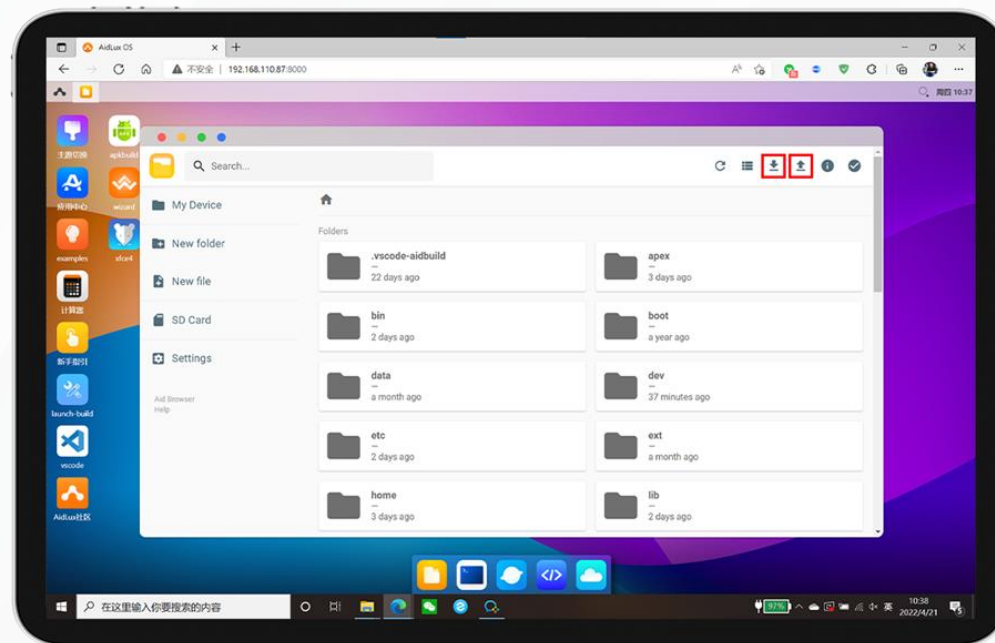 AidLux OS
不安全 | 192.168.110.87:8000
周四 10:37
主题切换
apkbuild
应用中心
wizard
examples
xfce4
计算器
新手指引
launch-build
vscode
AidLux社区
Search...
My Device
New folder
New file
SD Card
Settings
Aid Browser
Help
Folders
.vscode-aidbuild
22 days ago
apex
3 days ago
bin
2 days ago
boot
a year ago
data
a month ago
dev
37 minutes ago
etc
2 days ago
ext
a month ago
home
3 days ago
lib
2 days ago
在这里输入你要搜索的内容
97%
英
10:38
2022/4/21